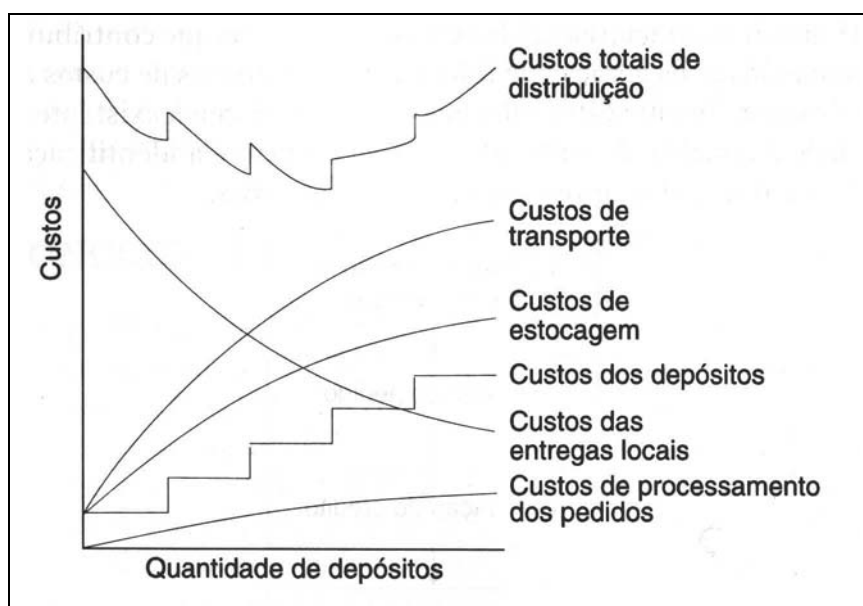 Custos totais de
distribuição
Custos de
transporte
Custos de
estocagem
Custos dos depósitos
Custos das
entregas locais
Custos de processamento
dos pedidos
Custos
Quantidade de depósitos